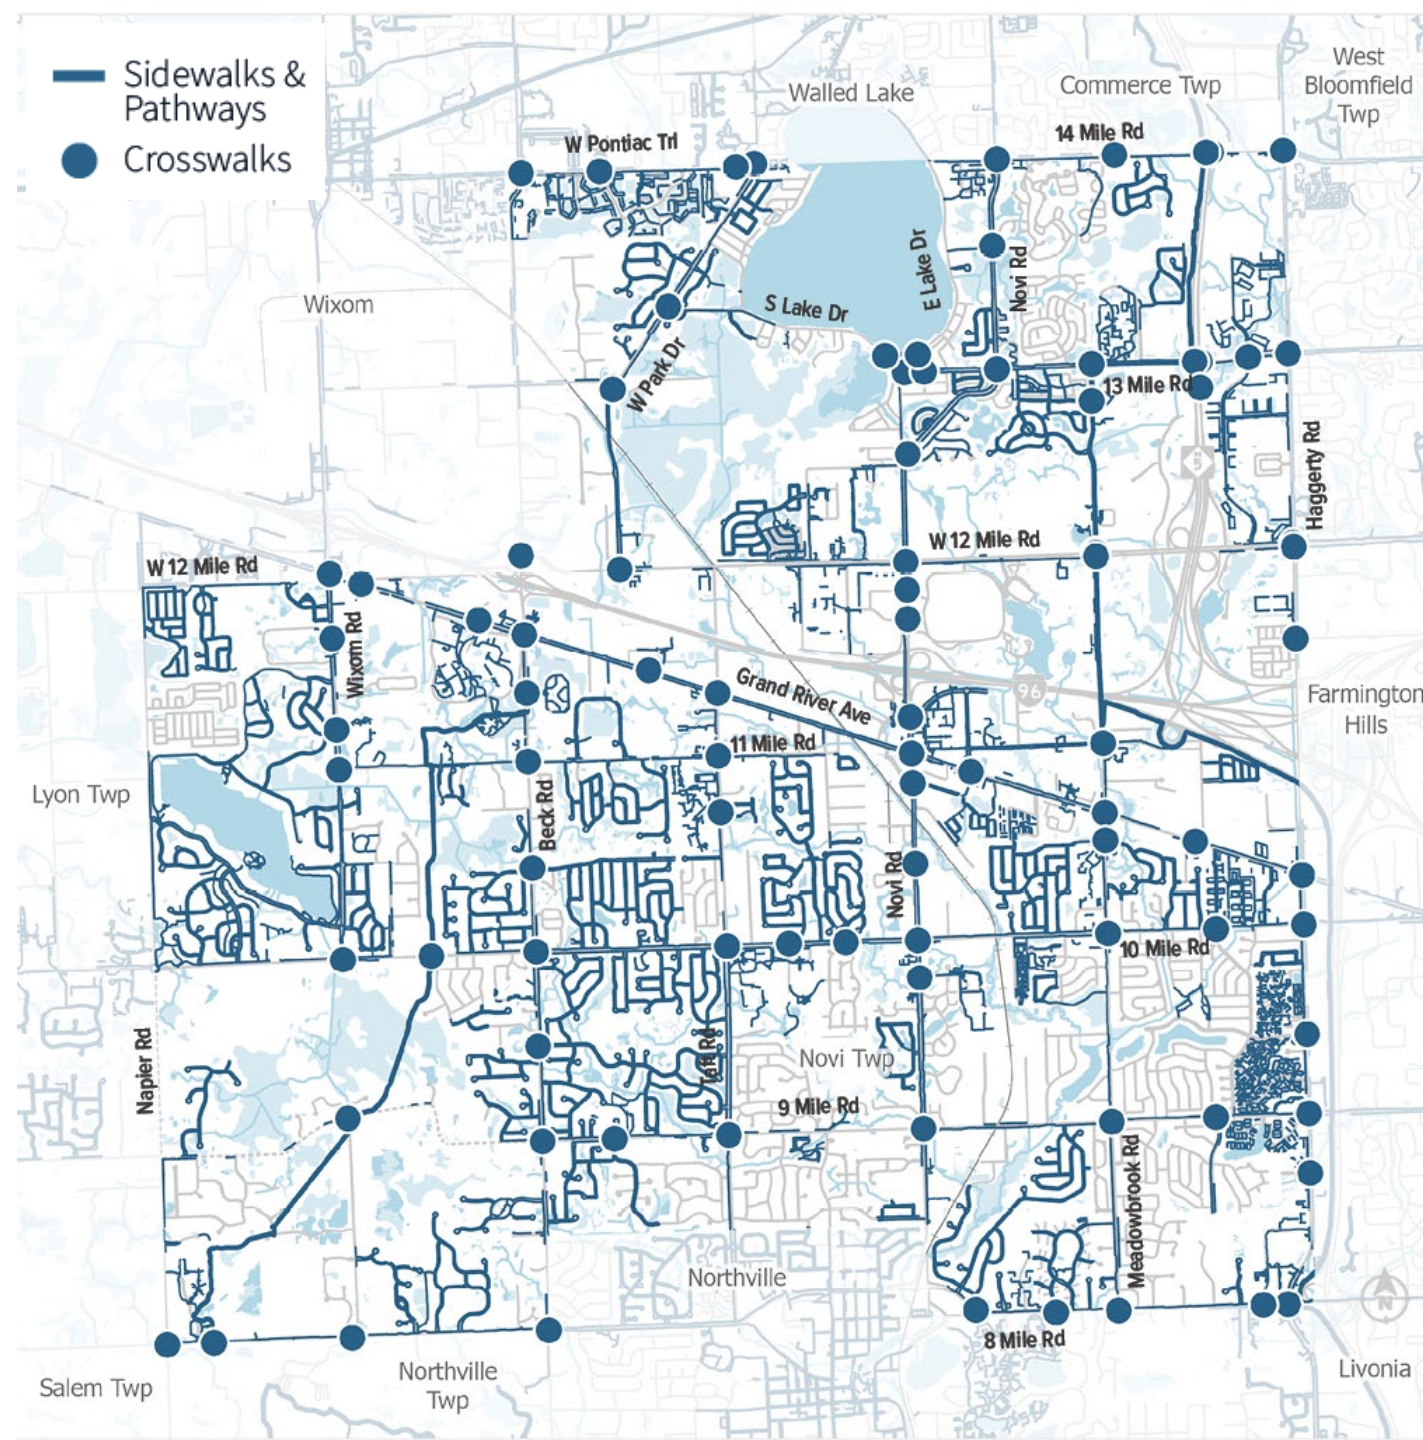 Sidewalks &
Pathways
Crosswalks
Walled Lake
Commerce Twp
West
Bloomfield
Twp
W Pontiac Trl
14 Mile Rd
Wixom
S Lake Dr
E Lake Dr
Novi Rd
W Park Dr
13 Mile Rd
5
Haggerty Rd
W 12 Mile Rd
W 12 Mile Rd
Wixom Rd
Grand River Ave
96
Farmington
Hills
11 Mile Rd
Lyon Twp
Beck Rd
Novi Rd
10 Mile Rd
Napier Rd
Taft Rd
Novi Twp
9 Mile Rd
Meadowbrook Rd
Northville
N
8 Mile Rd
Salem Twp
Northville
Twp
Livonia